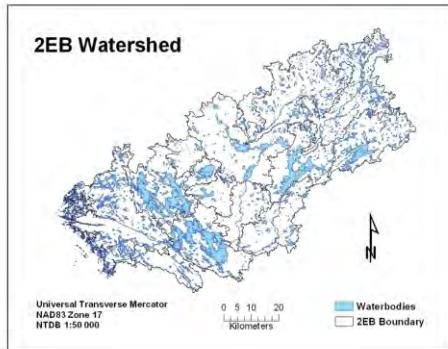 2EB Watershed
N
Universal Transverse Mercator
NAD83 Zone 17
NTDB 1:50 000
0 5 10 20
Kilometers
Waterbodies
2EB Boundary